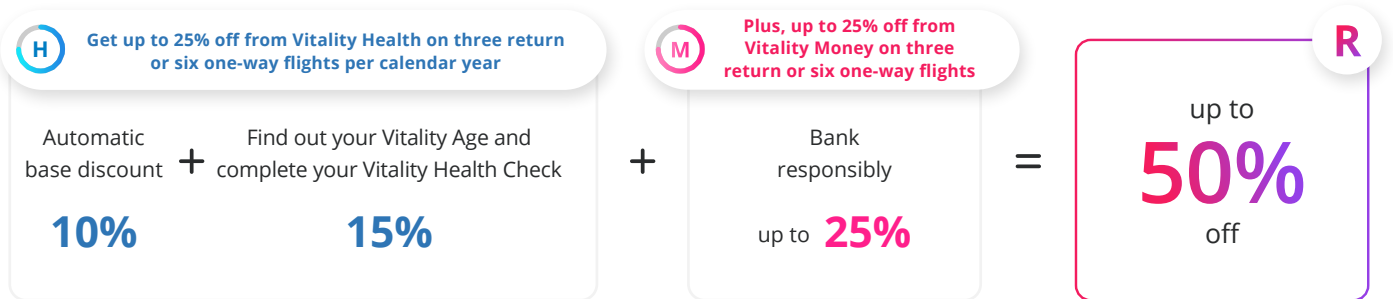 H
Get up to 25% off from Vitality Health on three return
or six one-way flights per calendar year
Automatic
base discount
10%
+
Find out your Vitality Age and
complete your Vitality Health Check
15%
+
M
Plus, up to 25% off from
Vitality Money on three
return or six one-way flights
Bank
responsibly
up to 25%
=
R
up to
50%
off